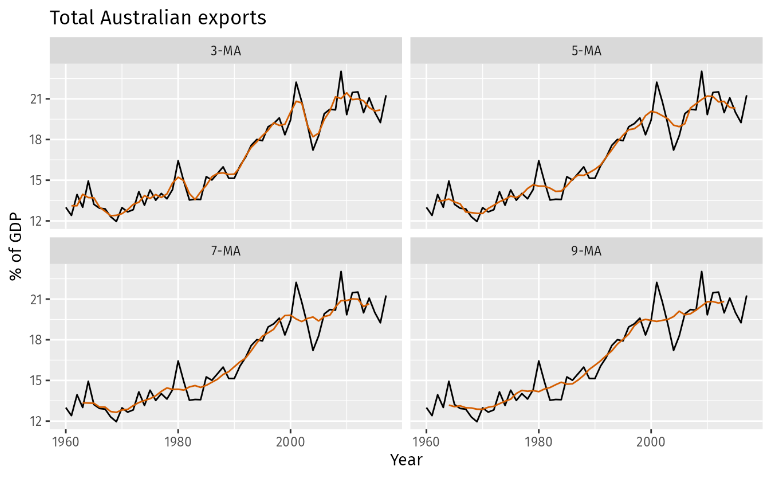 Total Australian exports
3-MA
5-MA
21
18
15
12
7-MA
9-MA
21
18
15
12
% of GDP
1960
1980
2000
1960
1980
2000
Year